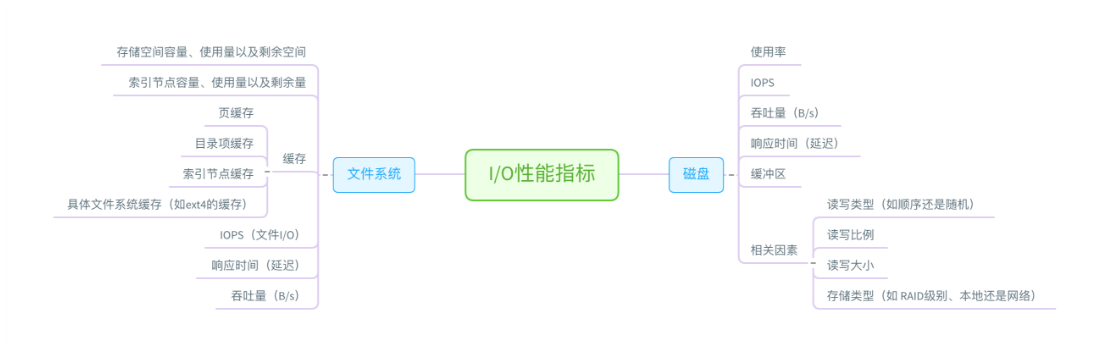 I/O性能指标
文件系统
存储空间容量、使用量以及剩余空间
索引节点容量、使用量以及剩余量
缓存
页缓存
目录项缓存
索引节点缓存
具体文件系统缓存（如ext4的缓存）
IOPS（文件I/O）
响应时间（延迟）
吞吐量（B/s）
磁盘
使用率
IOPS
吞吐量（B/s）
响应时间（延迟）
缓冲区
相关因素
读写类型（如顺序还是随机）
读写比例
读写大小
存储类型（如 RAID级别、本地还是网络）